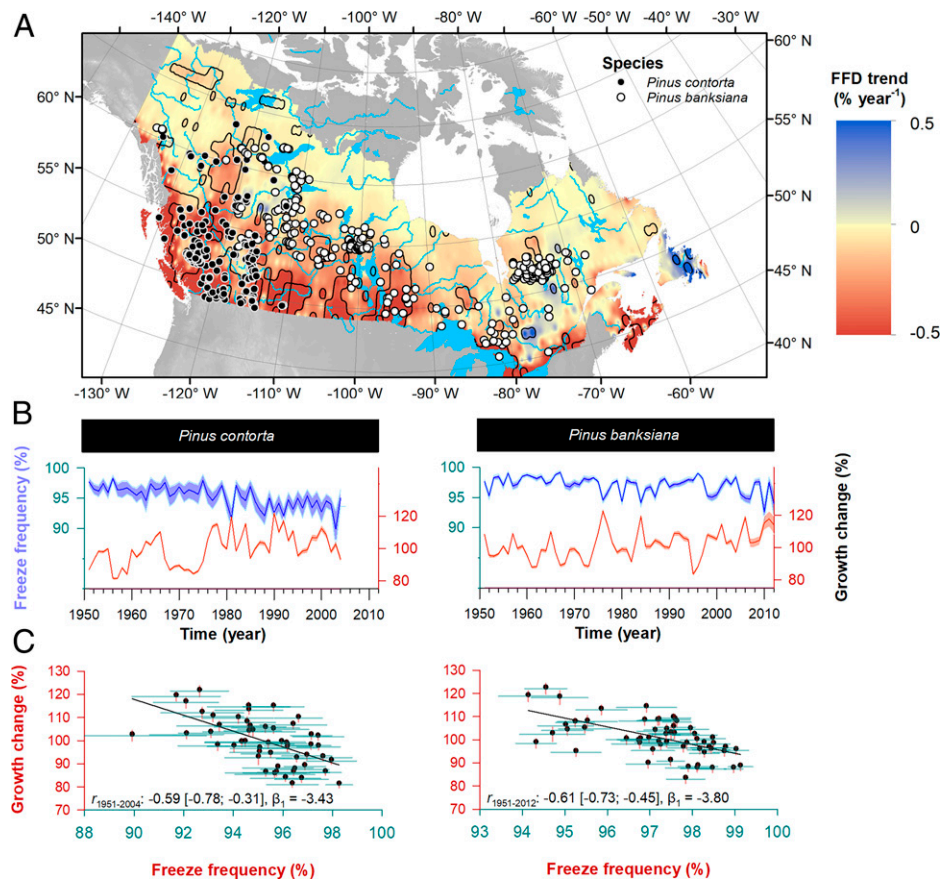 A
-140° W -120° W -100° W -80° W -60° W -40° W
60° N
55° N
50° N
45° N
60° N
55° N
50° N
45° N
40° N
-130° W -110° W -100° W -90° W -80° W -70° W -60° W
Species
Pinus contorta
Pinus banksiana
FFD trend
(% year-1)
0.5
0
-0.5
B
Pinus contorta
Pinus banksiana
Freeze frequency (%)
100
95
90
120
100
80
1950 1960 1970 1980 1990 2000 2010
Time (year)
100
95
90
120
100
80
1950 1960 1970 1980 1990 2000 2010
Time (year)
Growth change (%)
C
Growth change (%)
130
120
110
100
90
80
70
r1951-2004: -0.59 [-0.78; -0.31], β1 = -3.43
88 90 92 94 96 98 100
Freeze frequency (%)
130
120
110
100
90
80
70
r1951-2012: -0.61 [-0.73; -0.45], β1 = -3.80
93 94 95 96 97 98 99 100
Freeze frequency (%)